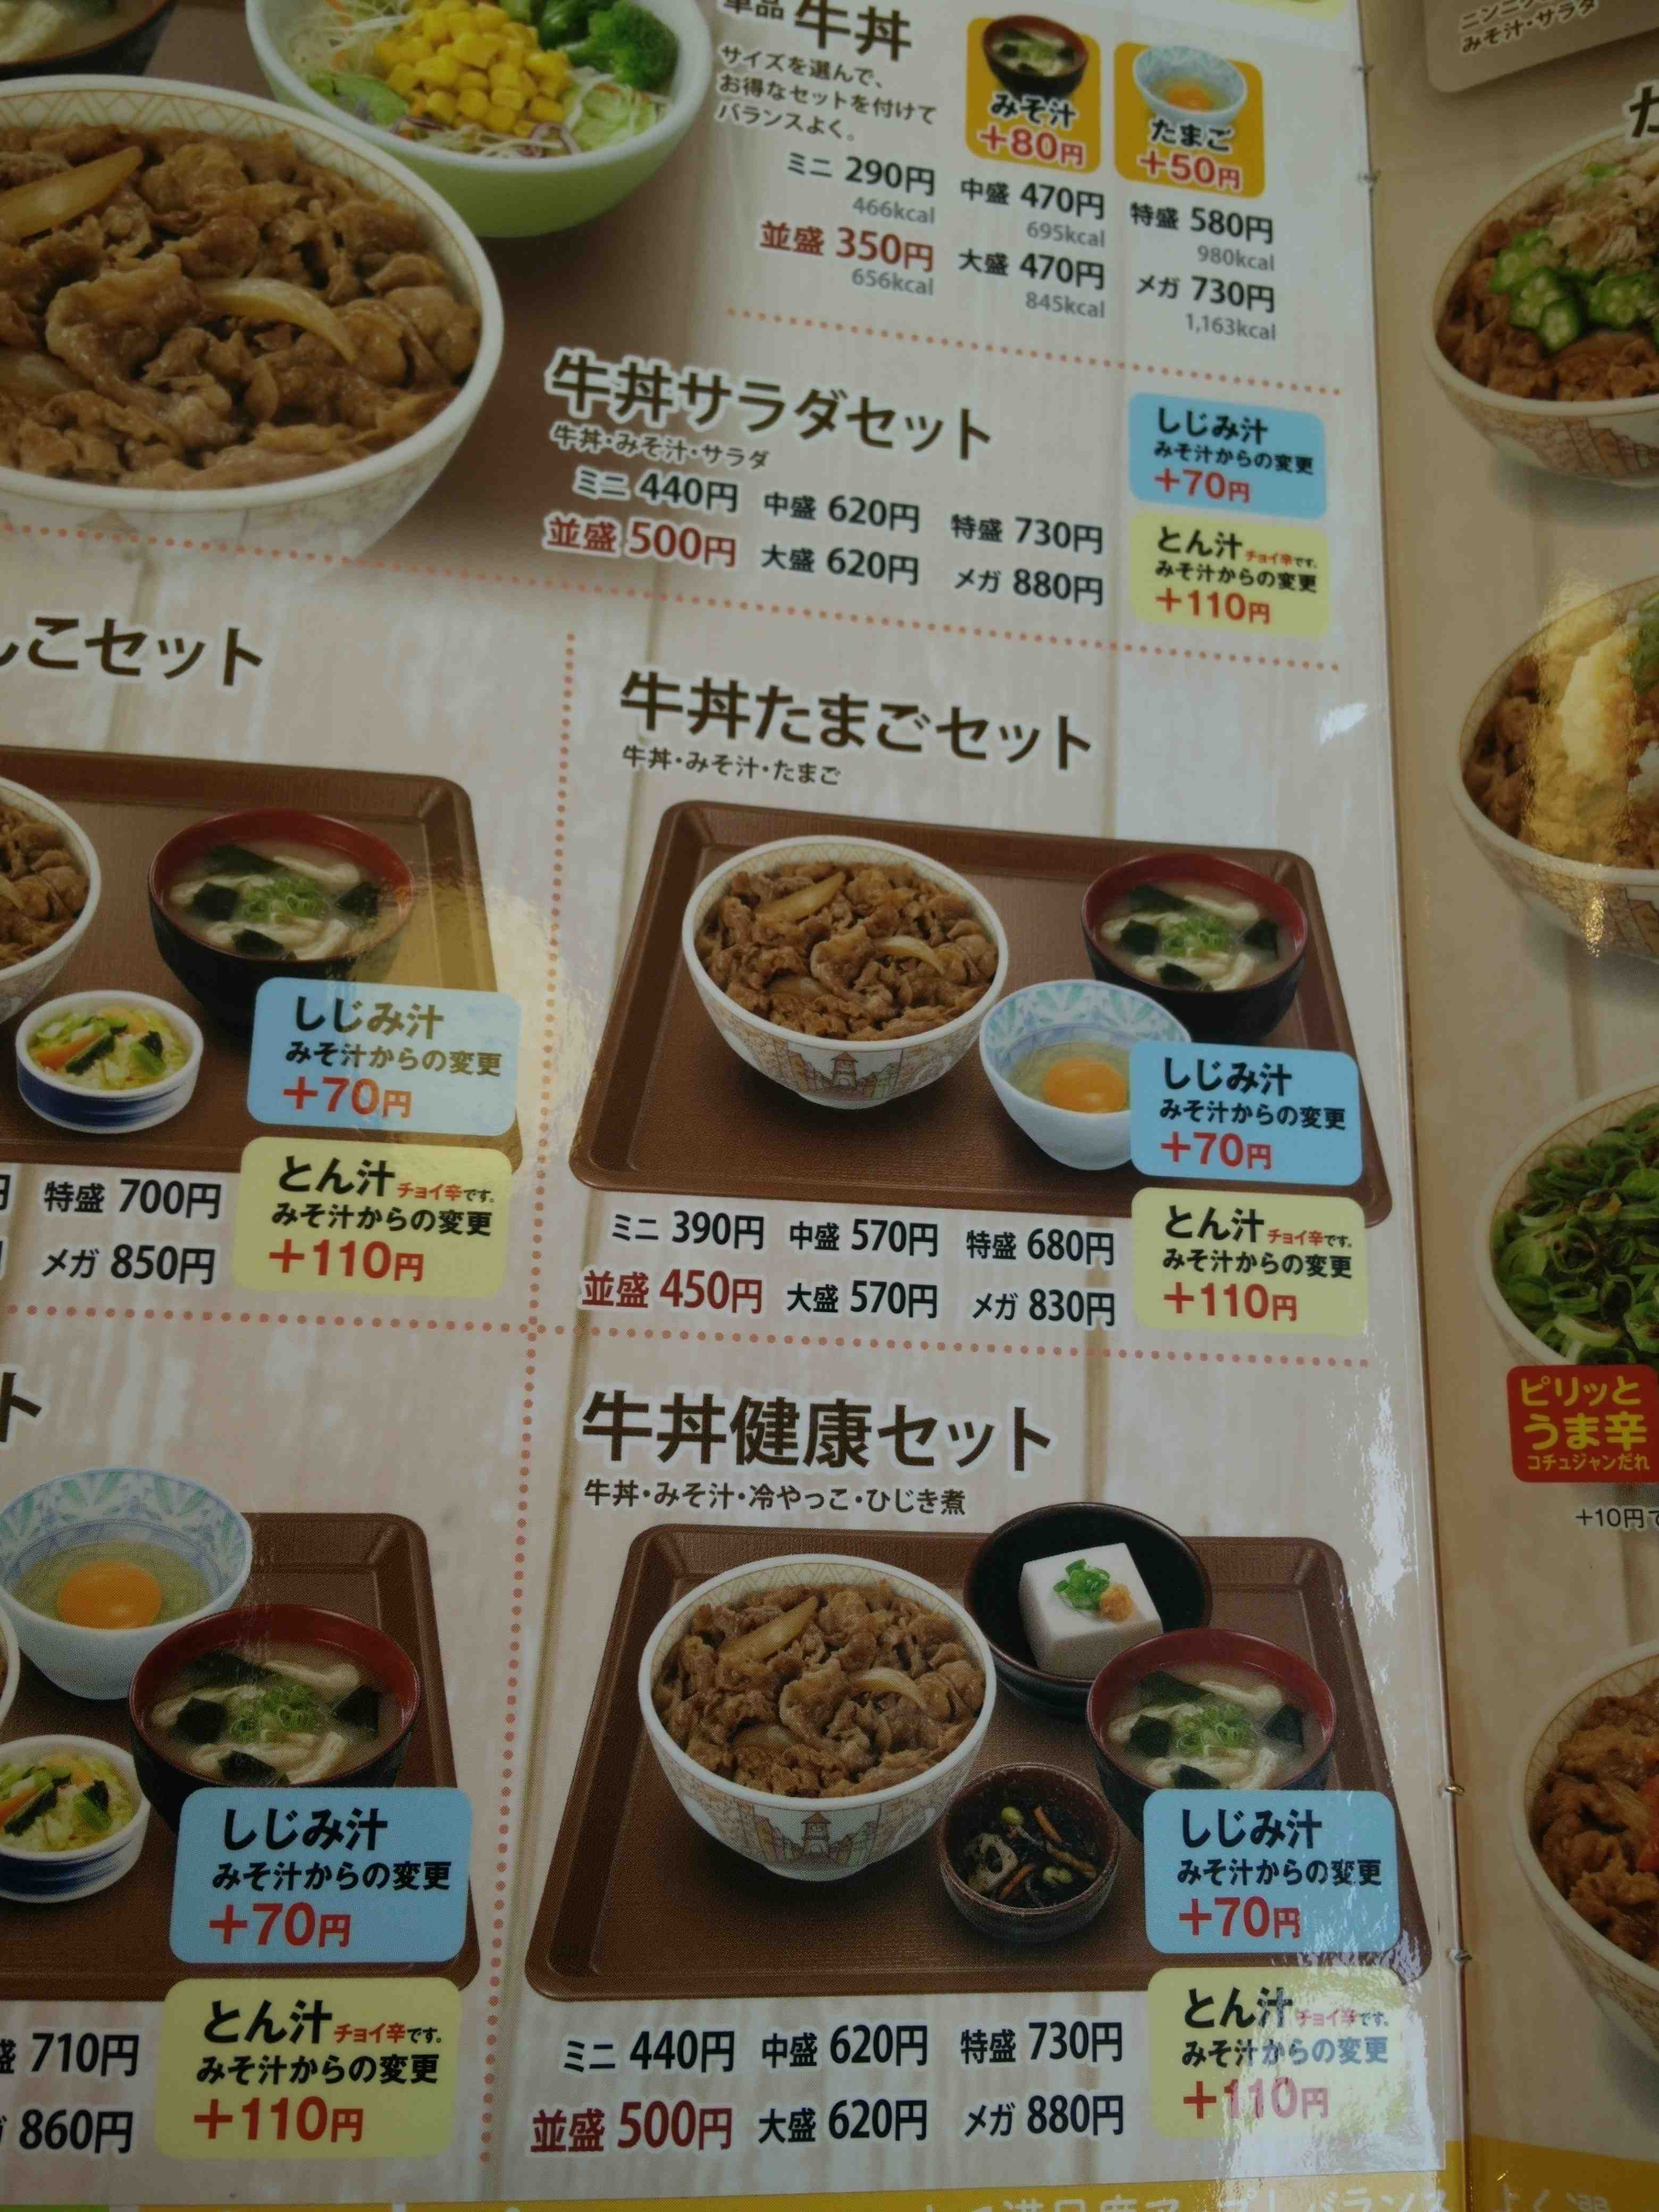 ニンニク
みそ汁・サラダ
単品 牛丼
サイズを選んで、
お得なセットを付けて
バランスよく。
みそ汁
+80円
たまご
+50円
ミニ 290円 中盛 470円 特盛 580円
466kcal 695kcal 980kcal
並盛 350円 大盛 470円 メガ 730円
656kcal 845kcal 1,163kcal
牛丼サラダセット
牛丼・みそ汁・サラダ
ミニ 440円 中盛 620円 特盛 730円
並盛 500円 大盛 620円 メガ 880円
しじみ汁
みそ汁からの変更
+70円
とん汁 チョイ辛です。
みそ汁からの変更
+110円
んこセット
しじみ汁
みそ汁からの変更
+70円
とん汁 チョイ辛です。
みそ汁からの変更
+110円
円 特盛 700円
円 メガ 850円
牛丼たまごセット
牛丼・みそ汁・たまご
しじみ汁
みそ汁からの変更
+70円
とん汁 チョイ辛です。
みそ汁からの変更
+110円
ミニ 390円 中盛 570円 特盛 680円
並盛 450円 大盛 570円 メガ 830円
ト
しじみ汁
みそ汁からの変更
+70円
とん汁 チョイ辛です。
みそ汁からの変更
+110円
盛 710円
ガ 860円
牛丼健康セット
牛丼・みそ汁・冷やっこ・ひじき煮
しじみ汁
みそ汁からの変更
+70円
とん汁 チョイ辛です。
みそ汁からの変更
+110円
ミニ 440円 中盛 620円 特盛 730円
並盛 500円 大盛 620円 メガ 880円
ピリッと
うま辛
コチュジャンだれ
+10円で